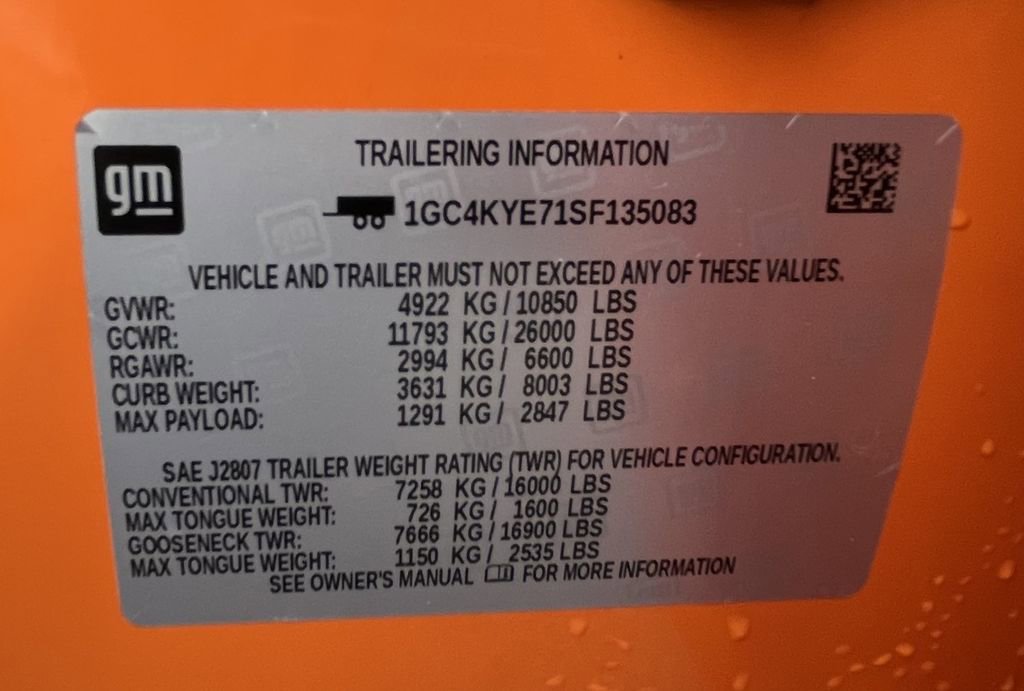 gm
TRAILERING INFORMATION
1GC4KYE71SF135083
VEHICLE AND TRAILER MUST NOT EXCEED ANY OF THESE VALUES.
GVWR: 4922 KG / 10850 LBS
GCWR: 11793 KG / 26000 LBS
RGAWR: 2994 KG / 6600 LBS
CURB WEIGHT: 3631 KG / 8003 LBS
MAX PAYLOAD: 1291 KG / 2847 LBS
SAE J2807 TRAILER WEIGHT RATING (TWR) FOR VEHICLE CONFIGURATION.
CONVENTIONAL TWR: 7258 KG / 16000 LBS
MAX TONGUE WEIGHT: 726 KG / 1600 LBS
GOOSENECK TWR: 7666 KG / 16900 LBS
MAX TONGUE WEIGHT: 1150 KG / 2535 LBS
SEE OWNER'S MANUAL FOR MORE INFORMATION